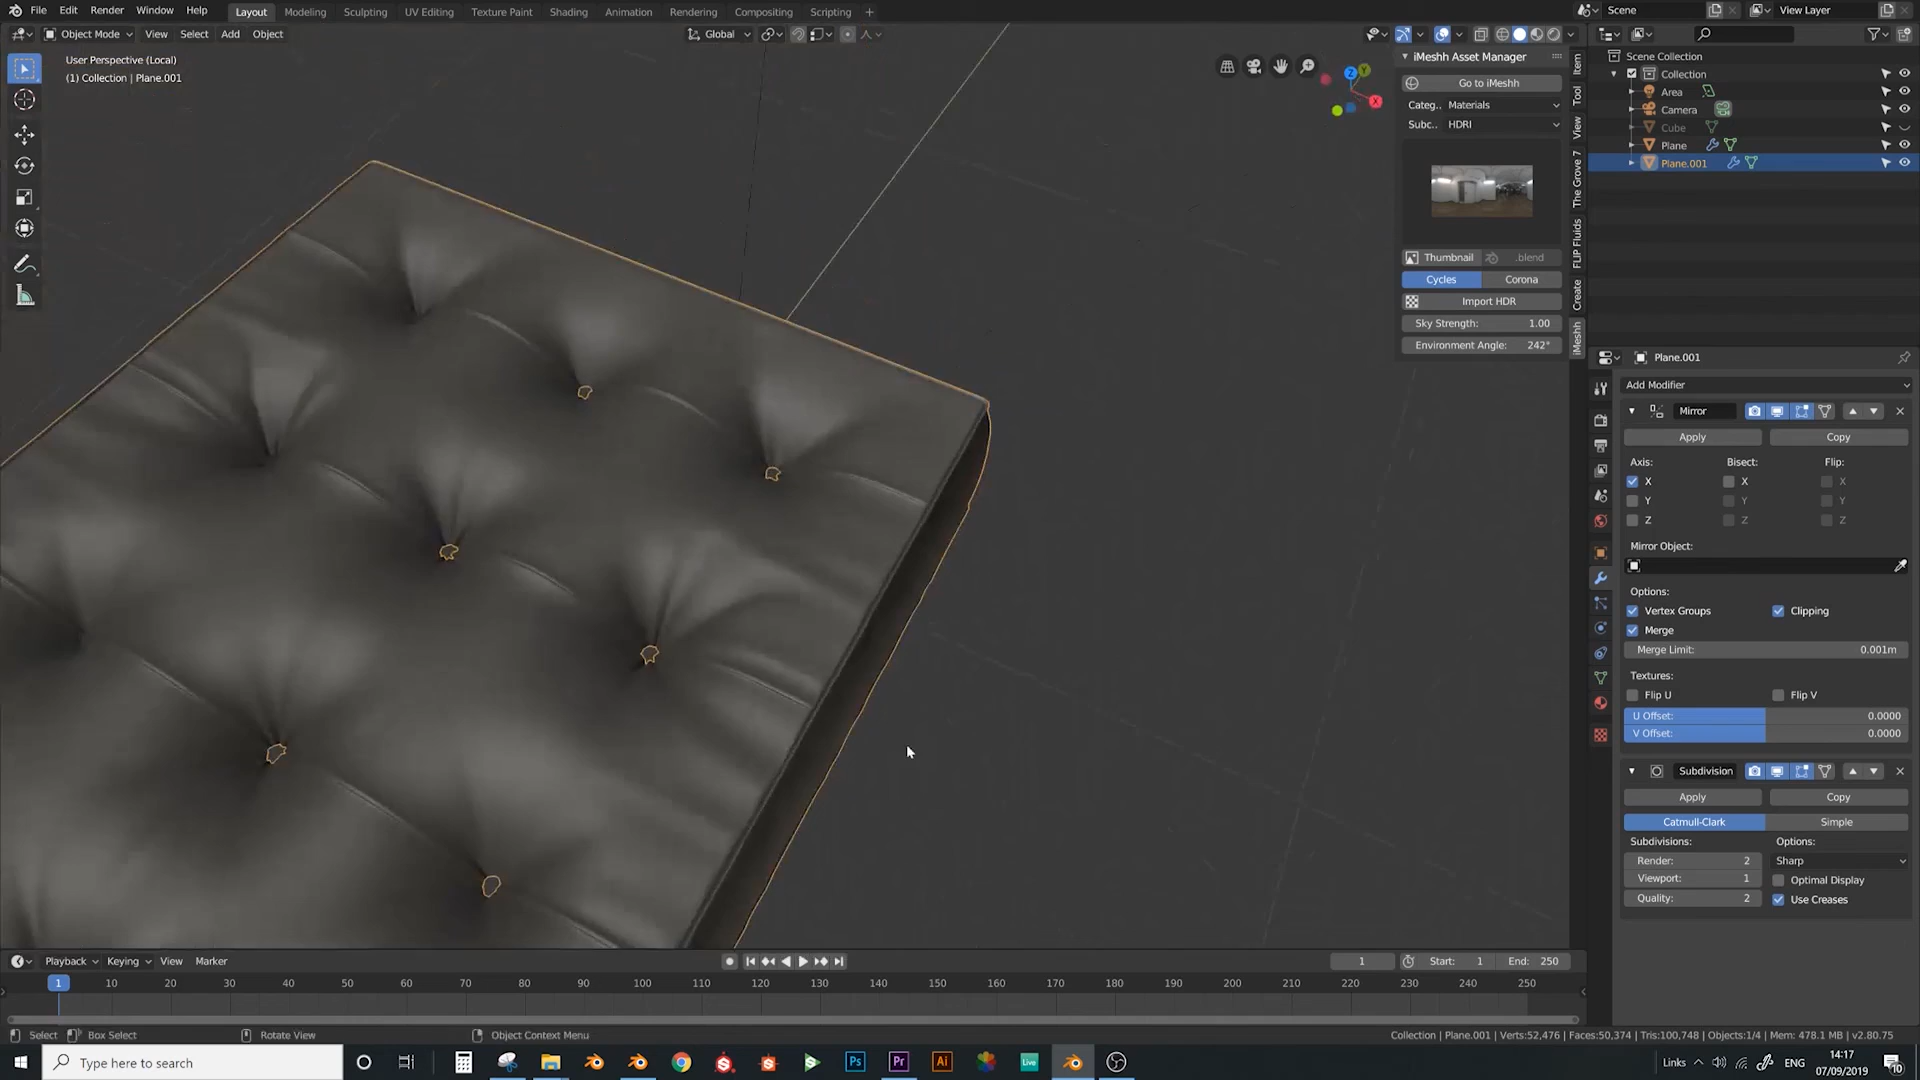 File Edit Render Window Help Layout Modeling Sculpting UV Editing Texture Paint Shading Animation Rendering Compositing Scripting + Scene View Layer
Object Mode View Select Add Object Global
User Perspective (Local)
(1) Collection | Plane.001
iMeshh Asset Manager
Go to iMeshh
Categ.. Materials
Subc.. HDRI
Thumbnail .blend
Cycles Corona
Import HDR
Sky Strength: 1.00
Environment Angle: 242°
Item
Tool
View
The Grove 7
FLIP Fluids
Create
iMeshh
Z
Y
X
Scene Collection
Collection
Area
Camera
Cube
Plane
Plane.001
Plane.001
Add Modifier
Mirror
Apply Copy
Axis: Bisect: Flip:
X X X
Y Y Y
Z Z Z
Mirror Object:
Options:
Vertex Groups Clipping
Merge
Merge Limit: 0.001m
Textures:
Flip U Flip V
U Offset: 0.0000
V Offset: 0.0000
Subdivision
Apply Copy
Catmull-Clark Simple
Subdivisions: Options:
Render: 2 Sharp
Viewport: 1 Optimal Display
Quality: 2 Use Creases
Playback Keying View Marker 1 Start: 1 End: 250
1 10 20 30 40 50 60 70 80 90 100 110 120 130 140 150 160 170 180 190 200 210 220 230 240 250
Select Box Select Rotate View Object Context Menu Collection | Plane.001 | Verts:52,476 | Faces:50,374 | Tris:100,748 | Objects:1/4 | Mem: 478.1 MB | v2.80.75
Type here to search Ps Pr Ai Live Links ENG 14:17
07/09/2019 10